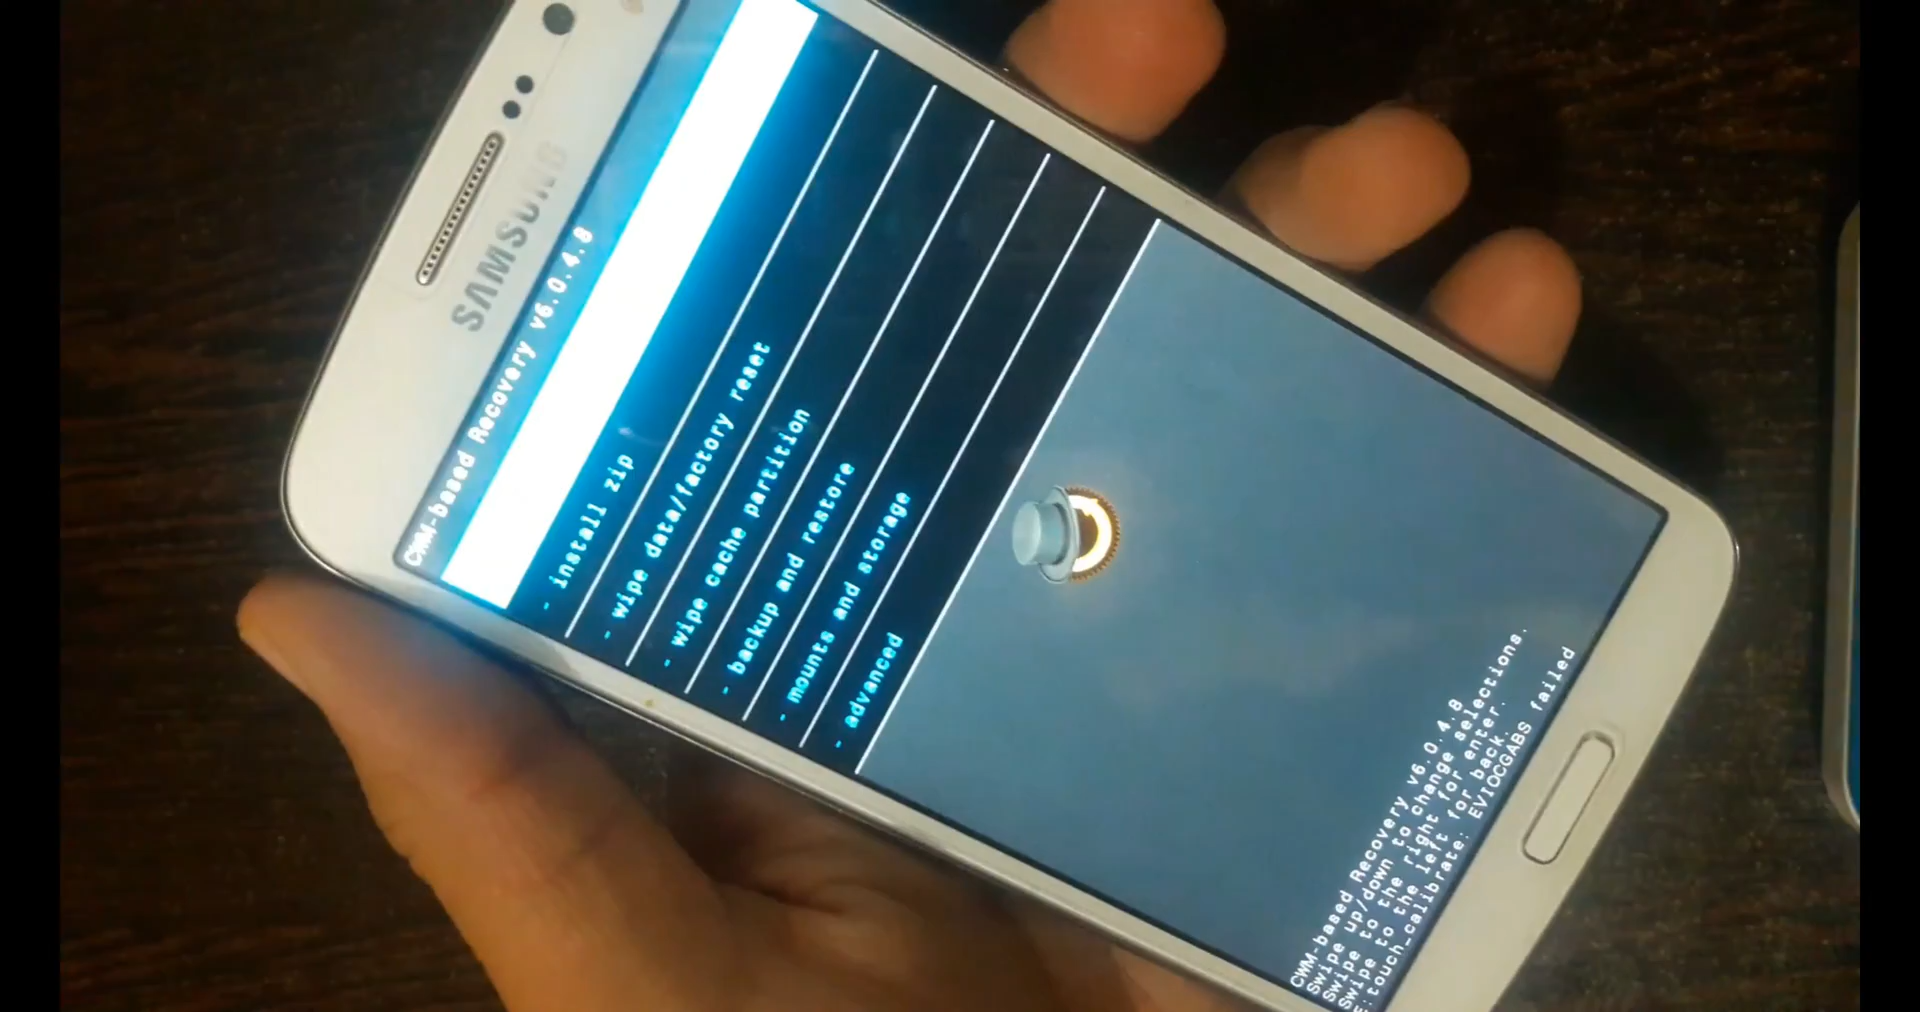 SAMSUNG
CWM-based Recovery v6.0.4.8
- install zip
- wipe data/factory reset
- wipe cache partition
- backup and restore
- mounts and storage
- advanced
CWM-based Recovery v6.0.4.8
Swipe up/down to change selections.
Swipe to the right for enter.
Swipe to the left for back.
E:touch_calibrate: EVIOCGABS failed